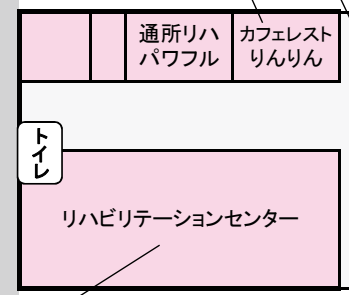 通所リハ
パワフル
カフェレスト
りんりん
トイレ
リハビリテーションセンター